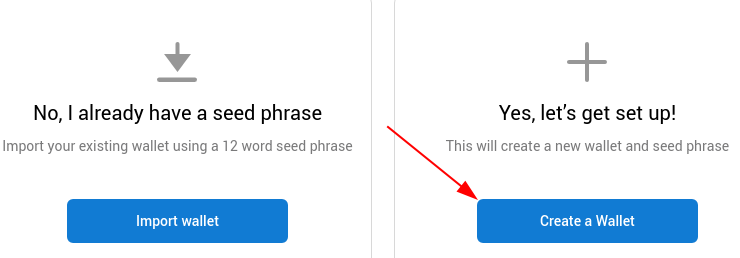 No, I already have a seed phrase
Import your existing wallet using a 12 word seed phrase
Import wallet
Yes, let’s get set up!
This will create a new wallet and seed phrase
Create a Wallet